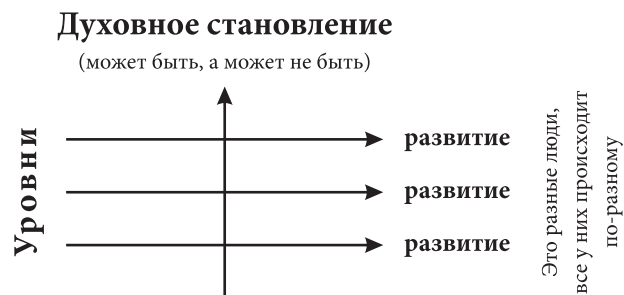 Духовное становление
(может быть, а может не быть)
Уровни
развитие
развитие
развитие
Это разные люди,
все у них происходит
по-разному